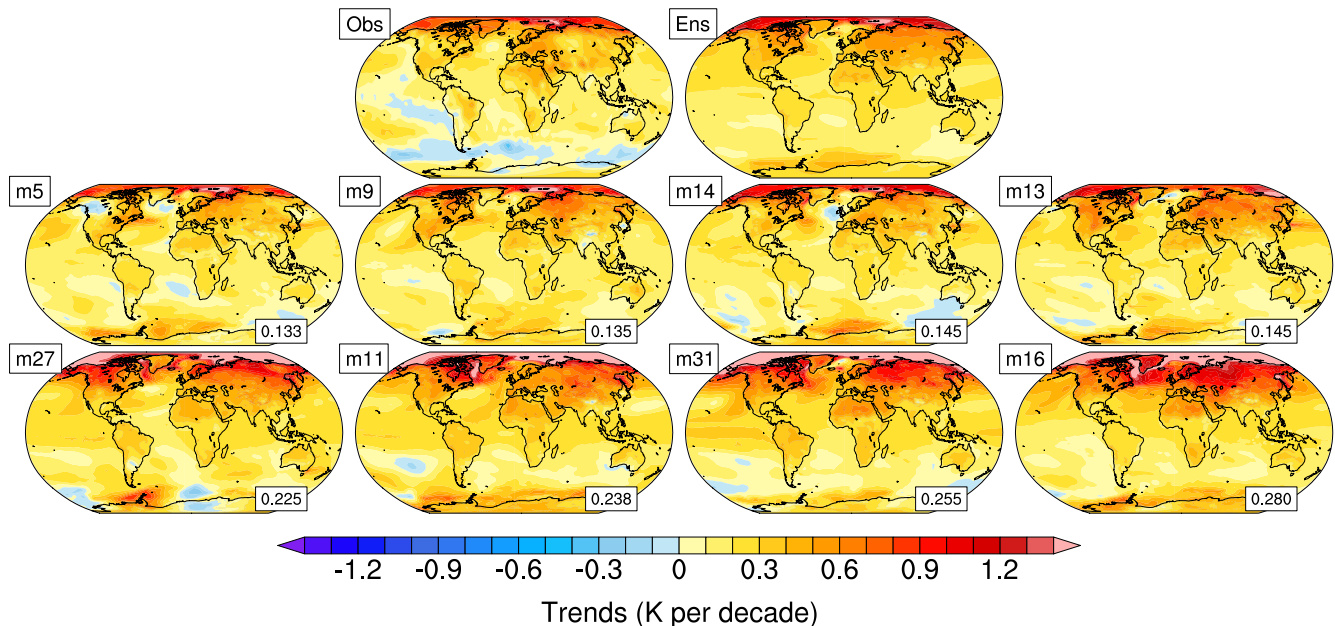 Obs
Ens
m5
m9
m14
m13
0.133
0.135
0.145
0.145
m27
m11
m31
m16
0.225
0.238
0.255
0.280
-1.2 -0.9 -0.6 -0.3 0 0.3 0.6 0.9 1.2
Trends (K per decade)